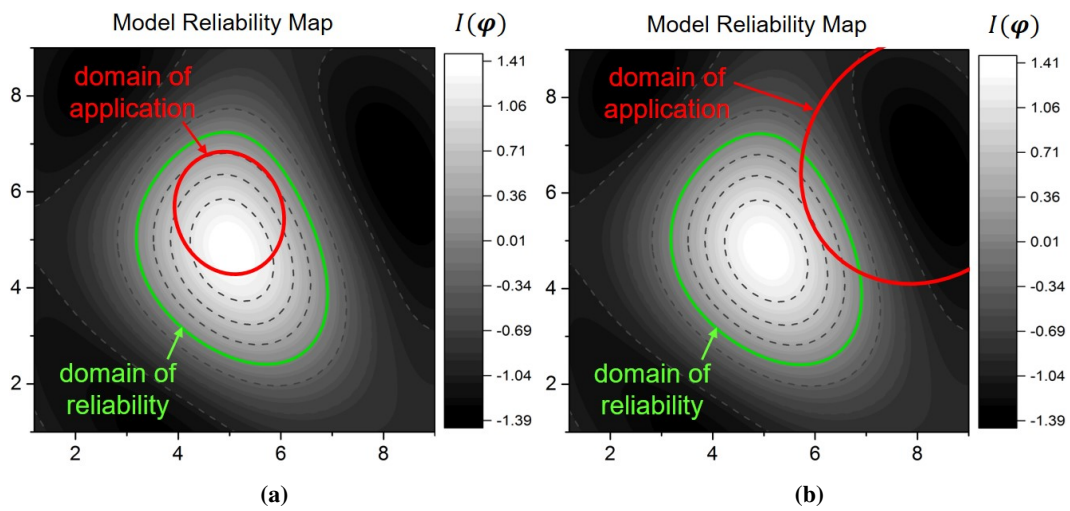 Model Reliability Map
I(φ)
domain of
application
domain of
reliability
8
6
4
2
2
4
6
8
1.41
1.06
0.71
0.36
0.01
-0.34
-0.69
-1.04
-1.39
(a)
Model Reliability Map
I(φ)
domain of
application
domain of
reliability
8
6
4
2
2
4
6
8
1.41
1.06
0.71
0.36
0.01
-0.34
-0.69
-1.04
-1.39
(b)